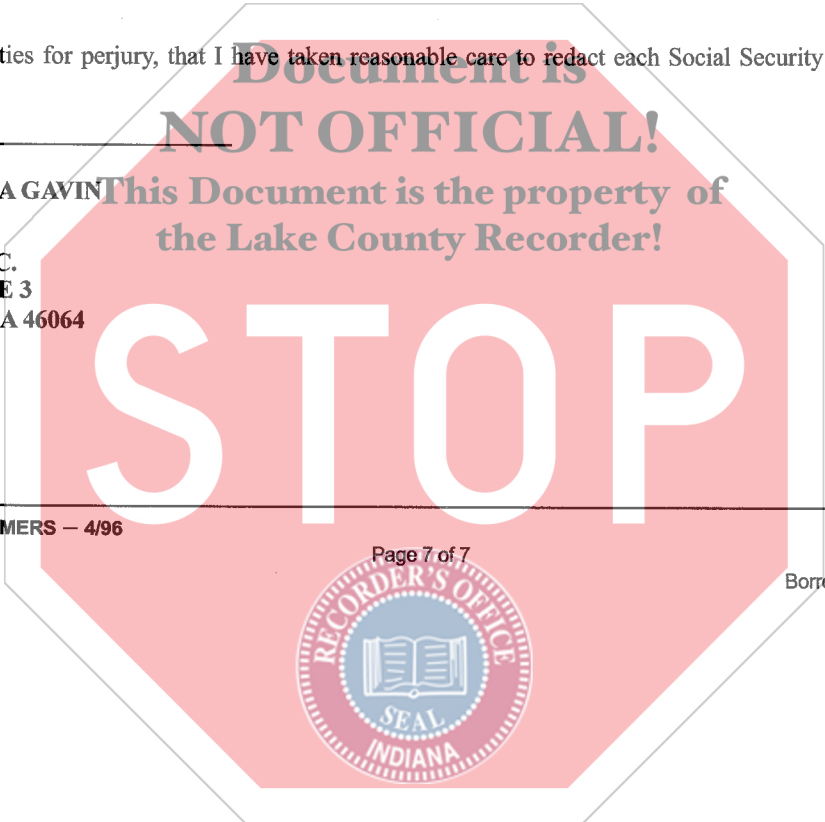 Document is
ties for perjury, that I have taken reasonable care to redact each Social Security
NOT OFFICIAL!
A GAVIN
This Document is the property of
the Lake County Recorder!
C.
E 3
A 46064
STOP
MERS — 4/96
Page 7 of 7
Borro
RECORDER'S OFFICE
SEAL
INDIANA